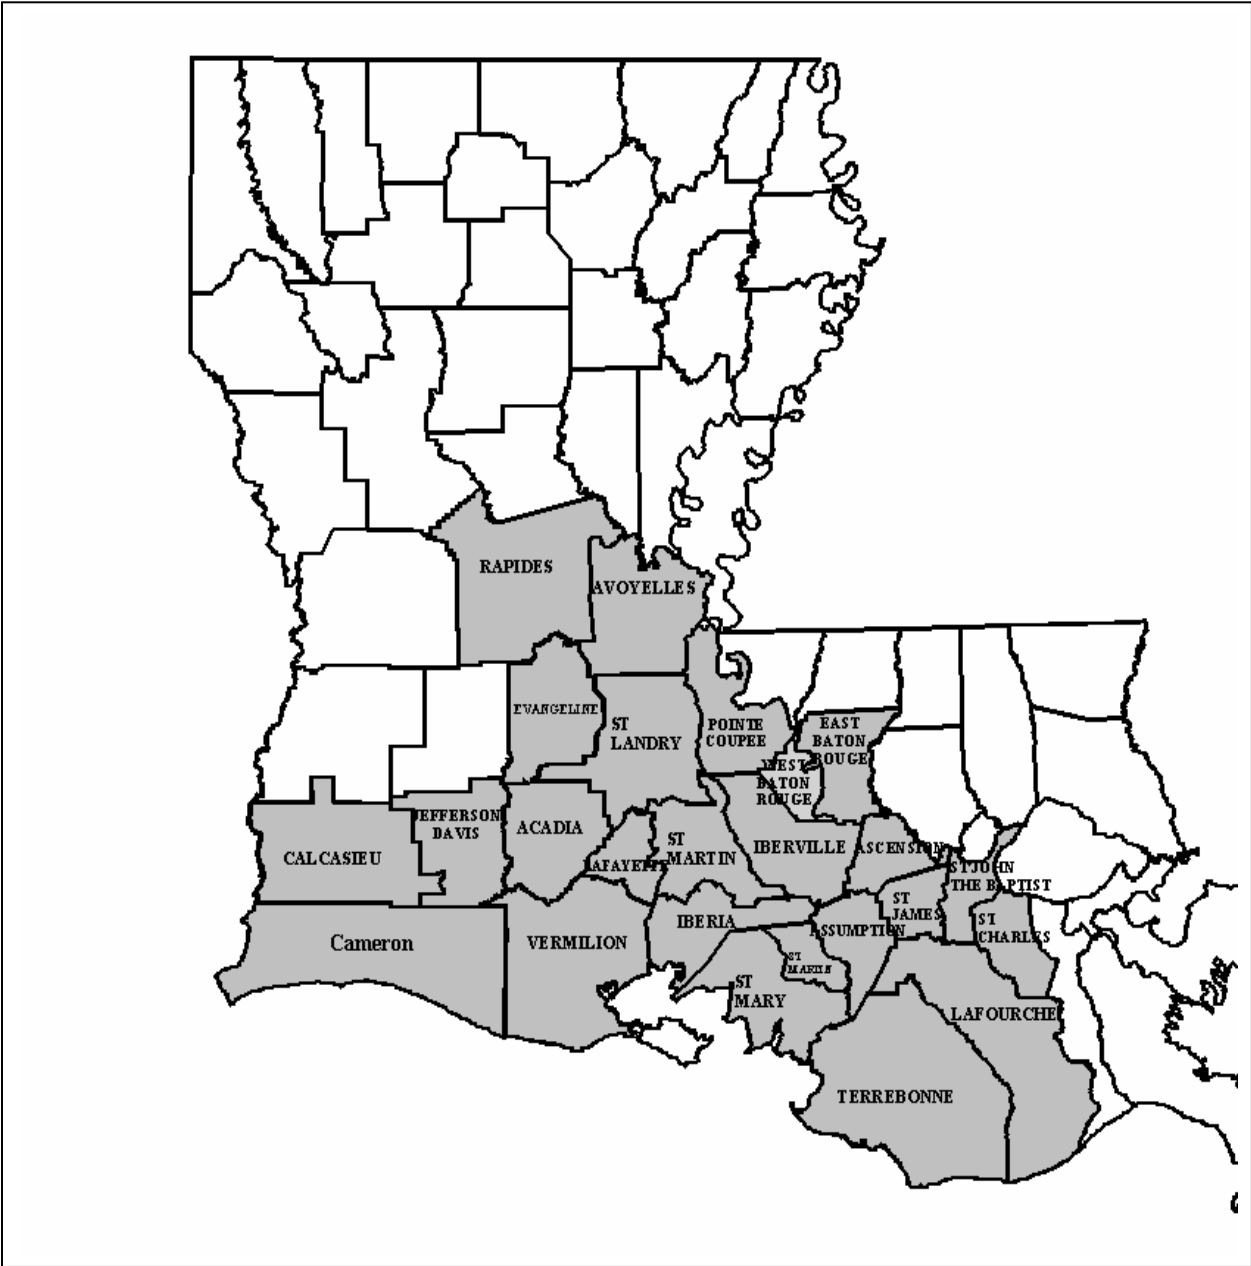 RAPIDES
AVOYELLES
EVANGELINE
ST
LANDRY
POINTE
COUPEE
EAST
BATON
ROUGE
WEST
BATON
ROUGE
JEFFERSON
DAVIS
ACADIA
CALCASIEU
LAFAYETTE
ST
MARTIN
IBERVILLE
ASCENSION
ST JOHN
THE BAPTIST
ST
JAMES
ST
CHARLES
IBERIA
ASSUMPTION
Cameron
VERMILION
ST
MARTIN
ST
MARY
LAFOURCHE
TERREBONNE